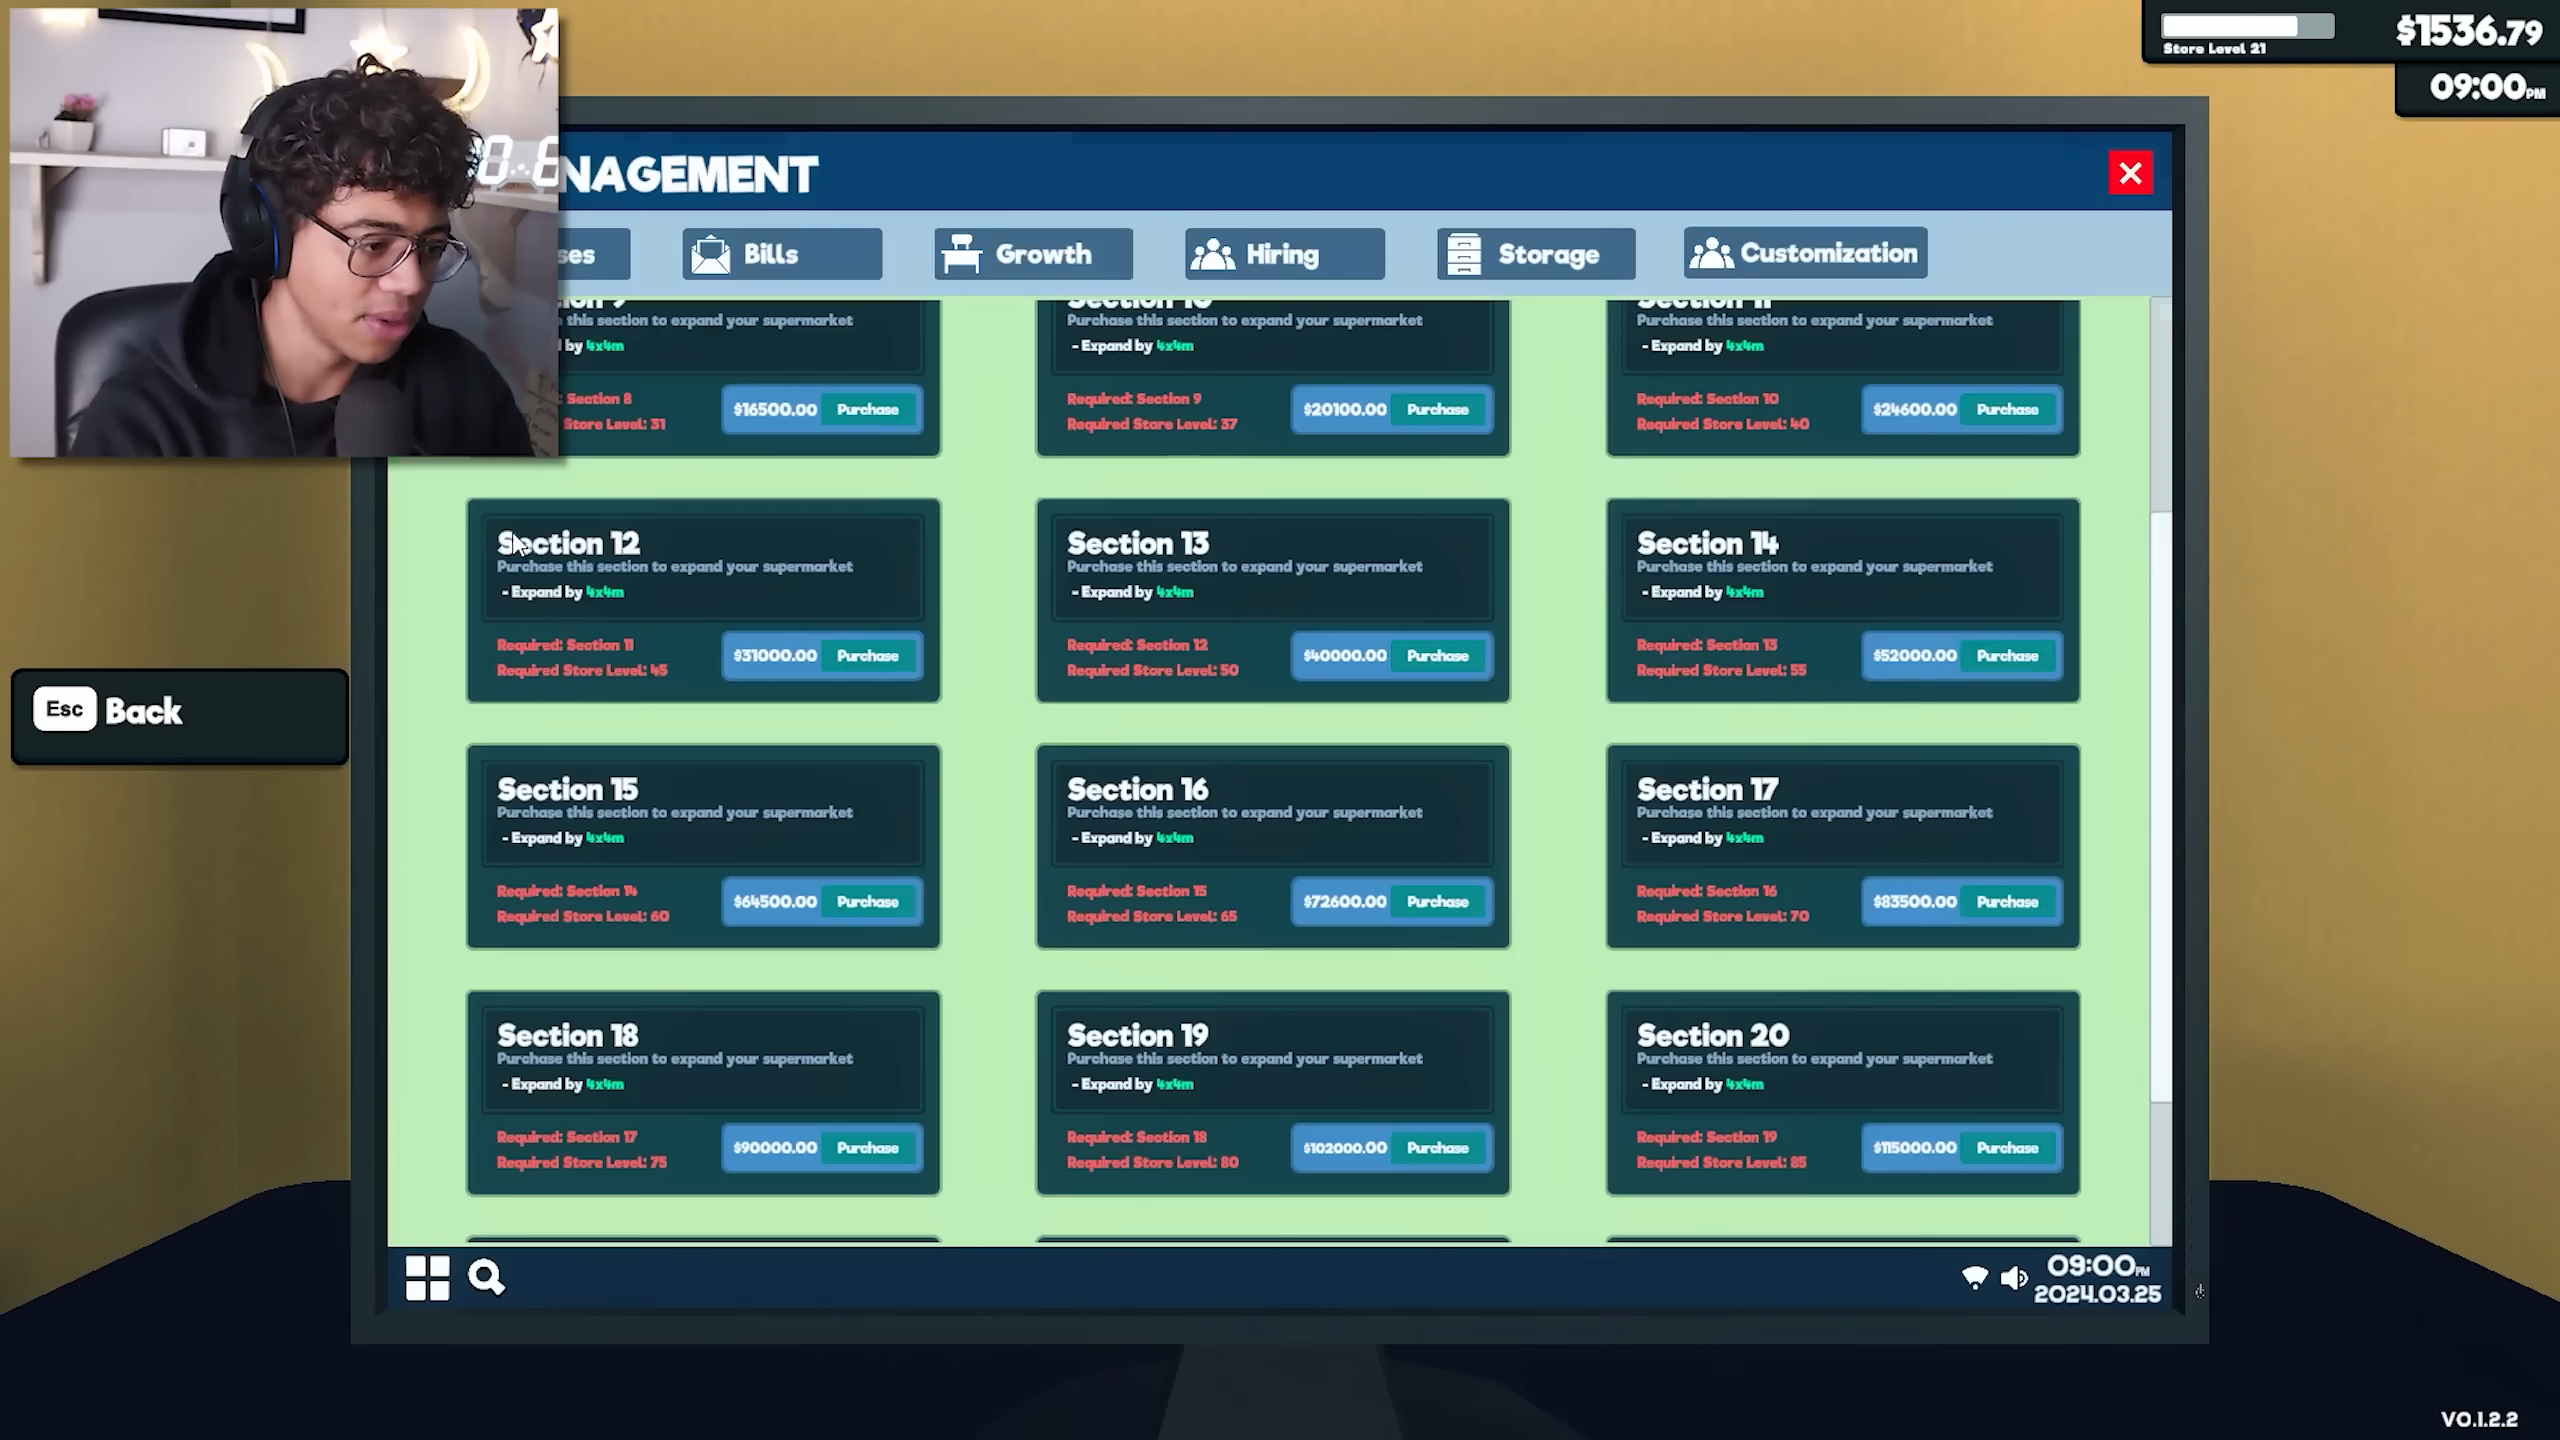 $1536.79
Store Level 21
09:00PM
NAGEMENT
ses
Bills
Growth
Hiring
Storage
Customization
this section to expand your supermarket
by 4x4m
Section 8
Store Level: 31
$16500.00 Purchase
Section 10
Purchase this section to expand your supermarket
- Expand by 4x4m
Required: Section 9
Required Store Level: 37
$20100.00 Purchase
Section 11
Purchase this section to expand your supermarket
- Expand by 4x4m
Required: Section 10
Required Store Level: 40
$24600.00 Purchase
Section 12
Purchase this section to expand your supermarket
- Expand by 4x4m
Required: Section 11
Required Store Level: 45
$31000.00 Purchase
Section 13
Purchase this section to expand your supermarket
- Expand by 4x4m
Required: Section 12
Required Store Level: 50
$40000.00 Purchase
Section 14
Purchase this section to expand your supermarket
- Expand by 4x4m
Required: Section 13
Required Store Level: 55
$52000.00 Purchase
Section 15
Purchase this section to expand your supermarket
- Expand by 4x4m
Required: Section 14
Required Store Level: 60
$64500.00 Purchase
Section 16
Purchase this section to expand your supermarket
- Expand by 4x4m
Required: Section 15
Required Store Level: 65
$72600.00 Purchase
Section 17
Purchase this section to expand your supermarket
- Expand by 4x4m
Required: Section 16
Required Store Level: 70
$83500.00 Purchase
Section 18
Purchase this section to expand your supermarket
- Expand by 4x4m
Required: Section 17
Required Store Level: 75
$90000.00 Purchase
Section 19
Purchase this section to expand your supermarket
- Expand by 4x4m
Required: Section 18
Required Store Level: 80
$102000.00 Purchase
Section 20
Purchase this section to expand your supermarket
- Expand by 4x4m
Required: Section 19
Required Store Level: 85
$115000.00 Purchase
Esc Back
09:00PM
2024.03.25
V0.1.2.2